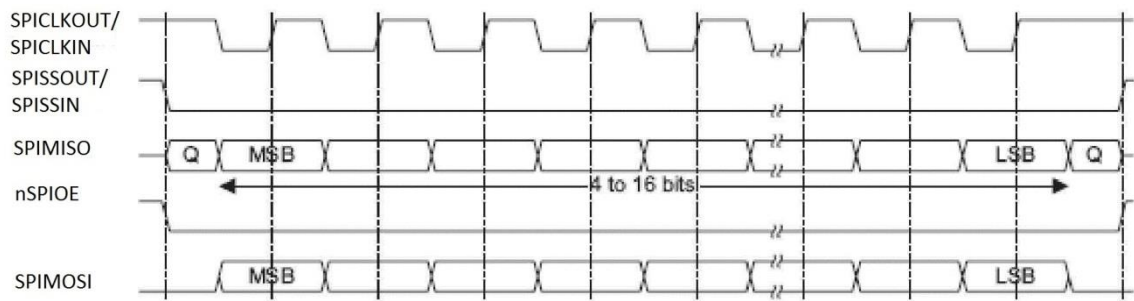 SPICLKOUT/
SPICLKIN
SPISSOUT/
SPISSIN
SPIMISO
Q MSB LSB Q
4 to 16 bits
nSPIOE
SPIMOSI
MSB LSB